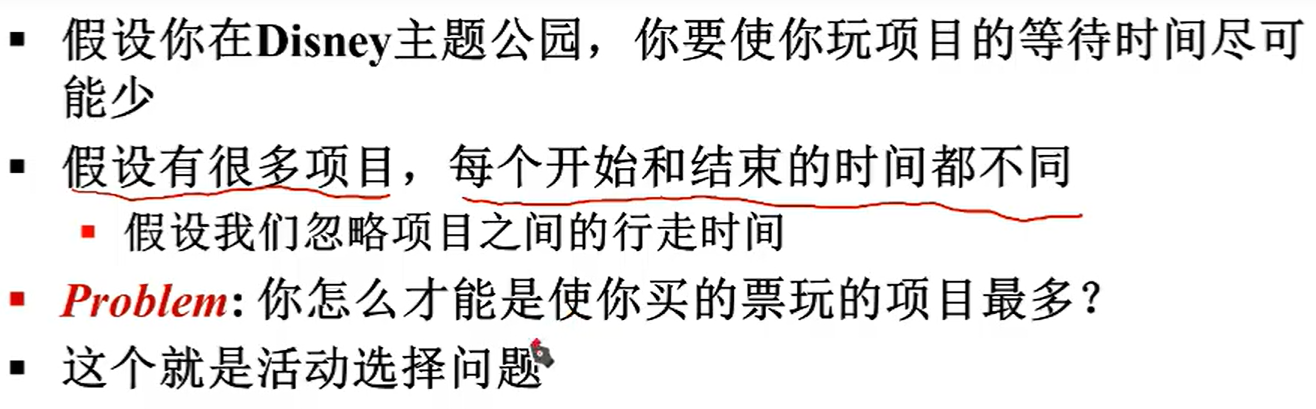 ▪ 假设你在Disney主题公园，你要使你玩项目的等待时间尽可
能少
▪ 假设有很多项目，每个开始和结束的时间都不同
▪ 假设我们忽略项目之间的行走时间
▪ Problem: 你怎么才能是使你买的票玩的项目最多？
▪ 这个就是活动选择问题